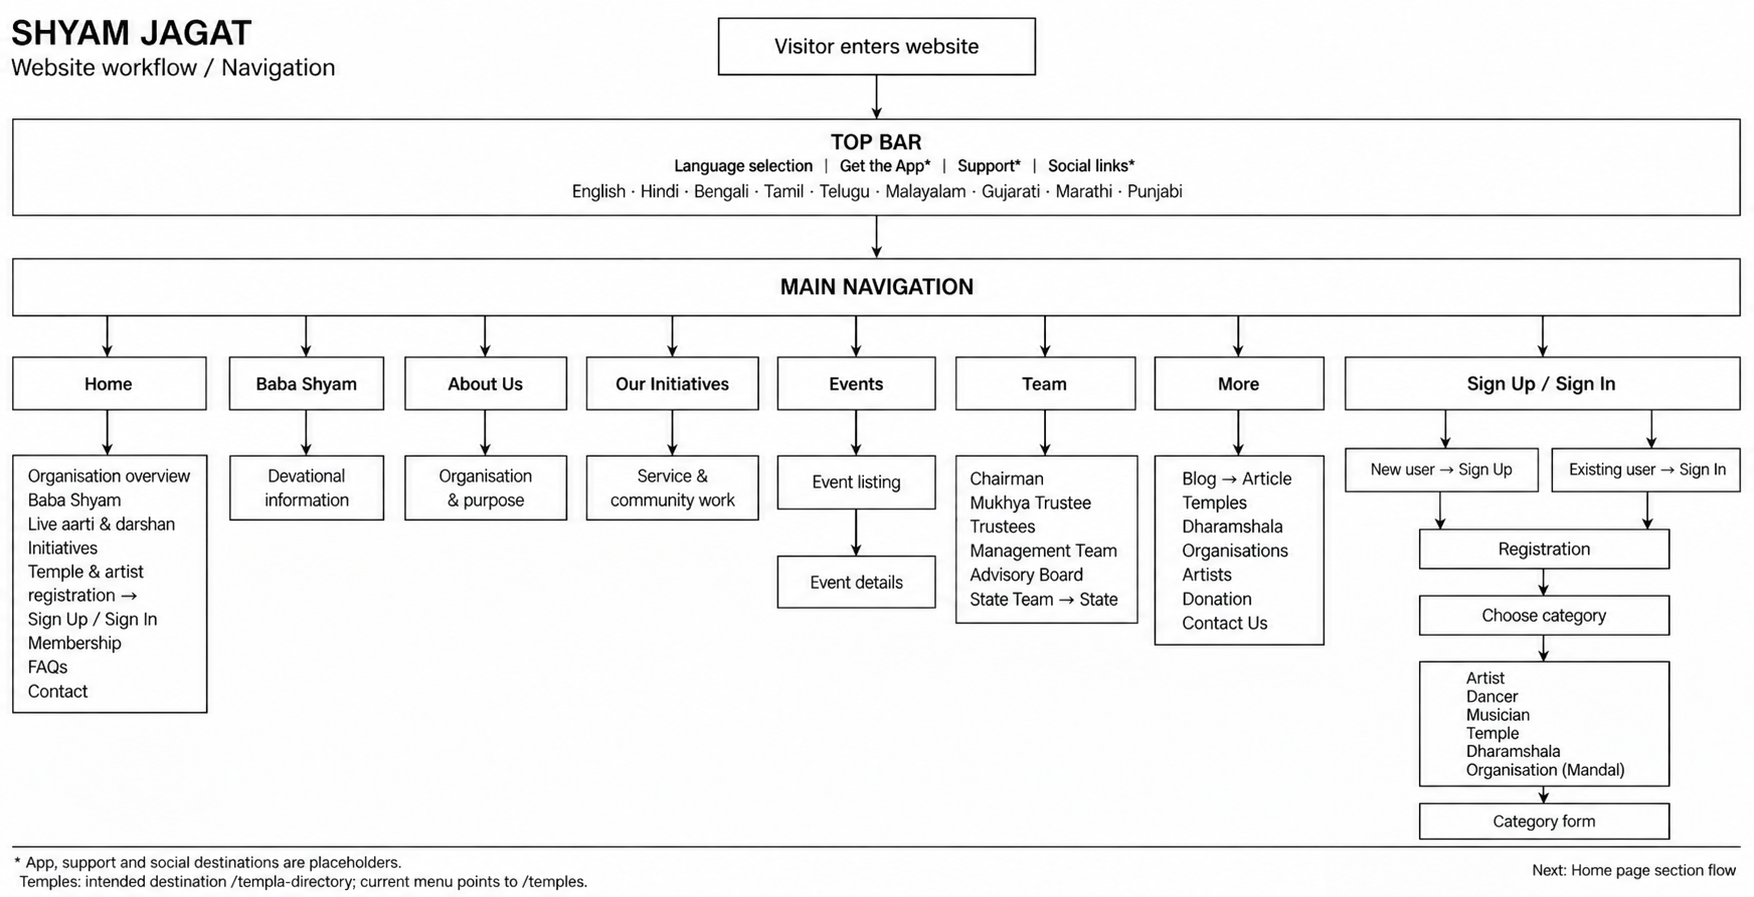 SHYAM JAGAT
Website workflow / Navigation
Visitor enters website
TOP BAR
Language selection | Get the App* | Support* | Social links*
English · Hindi · Bengali · Tamil · Telugu · Malayalam · Gujarati · Marathi · Punjabi
MAIN NAVIGATION
Home
Organisation overview
Baba Shyam
Live aarti & darshan
Initiatives
Temple & artist
registration →
Sign Up / Sign In
Membership
FAQs
Contact
Baba Shyam
Devational
information
About Us
Organisation
& purpose
Our Initiatives
Service &
community work
Events
Event listing
Event details
Team
Chairman
Mukhya Trustee
Trustees
Management Team
Advisory Board
State Team → State
More
Blog → Article
Temples
Dharamshala
Organisations
Artists
Donation
Contact Us
Sign Up / Sign In
New user → Sign Up
Existing user → Sign In
Registration
Choose category
Artist
Dancer
Musician
Temple
Dharamshala
Organisation (Mandal)
Category form
* App, support and social destinations are placeholders.
Temples: intended destination /templa-directory; current menu points to /temples.
Next: Home page section flow